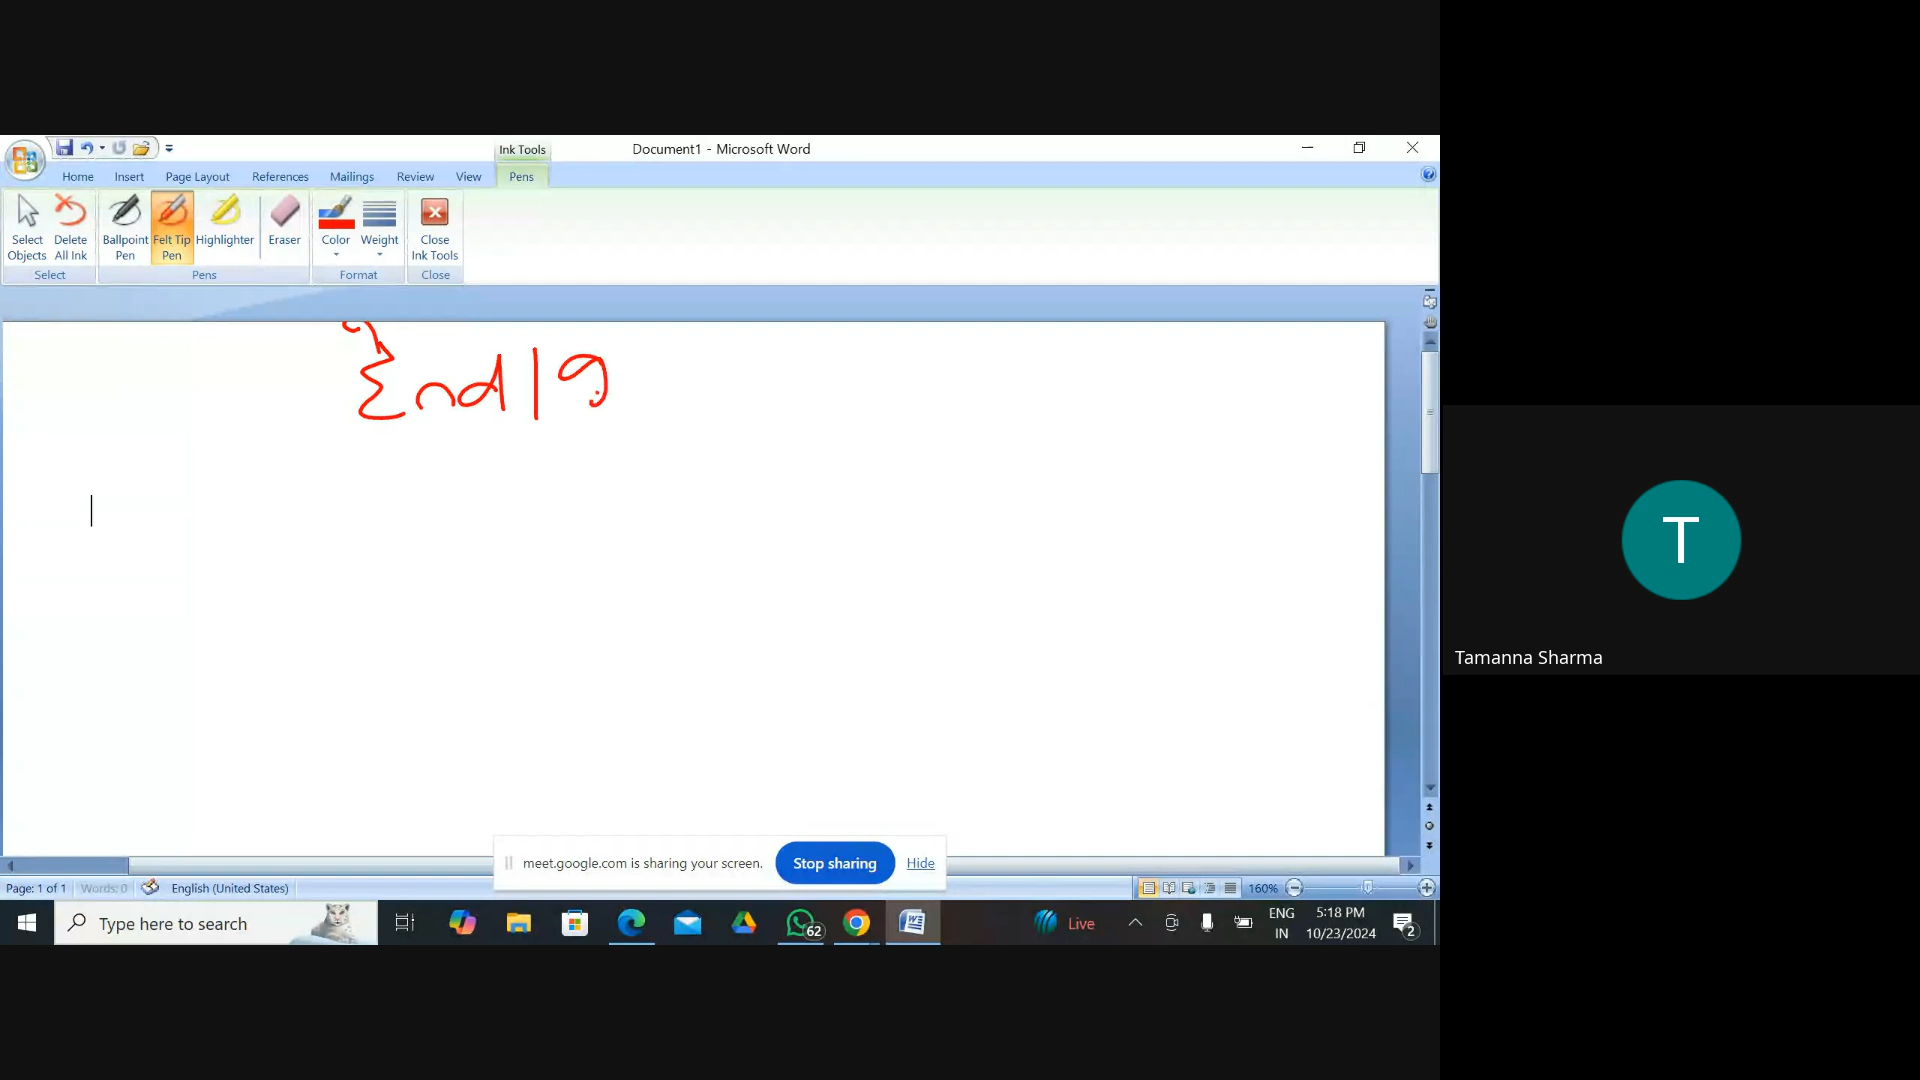 Ink Tools
Document1 - Microsoft Word
Home Insert Page Layout References Mailings Review View Pens
Select Objects
Delete All Ink
Ballpoint Pen
Felt Tip Pen
Highlighter
Eraser
Color
Weight
Close Ink Tools
Select Pens Format Close
End |
T
Tamanna Sharma
meet.google.com is sharing your screen. Stop sharing Hide
Page: 1 of 1 Words: 0 English (United States) 160%
Type here to search
62
Live
ENG
IN
5:18 PM
10/23/2024
2